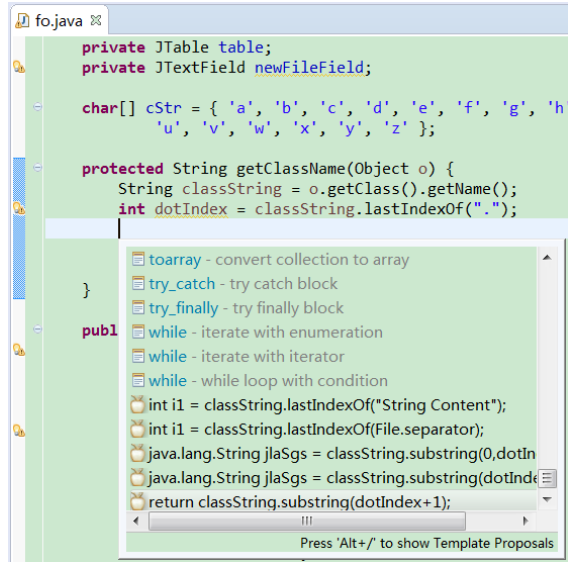 fo.java
private JTable table;
private JTextField newFileField;
char[] cStr = { 'a', 'b', 'c', 'd', 'e', 'f', 'g', 'h'
'u', 'v', 'w', 'x', 'y', 'z' };
protected String getClassName(Object o) {
String classString = o.getClass().getName();
int dotIndex = classString.lastIndexOf(".");
toarray - convert collection to array
try_catch - try catch block
try_finally - try finally block
while - iterate with enumeration
while - iterate with iterator
while - while loop with condition
int i1 = classString.lastIndexOf("String Content");
int i1 = classString.lastIndexOf(File.separator);
java.lang.String jlaSgs = classString.substring(0,dotIn
java.lang.String jlaSgs = classString.substring(dotInde
return classString.substring(dotIndex+1);
Press 'Alt+/' to show Template Proposals
}
publ